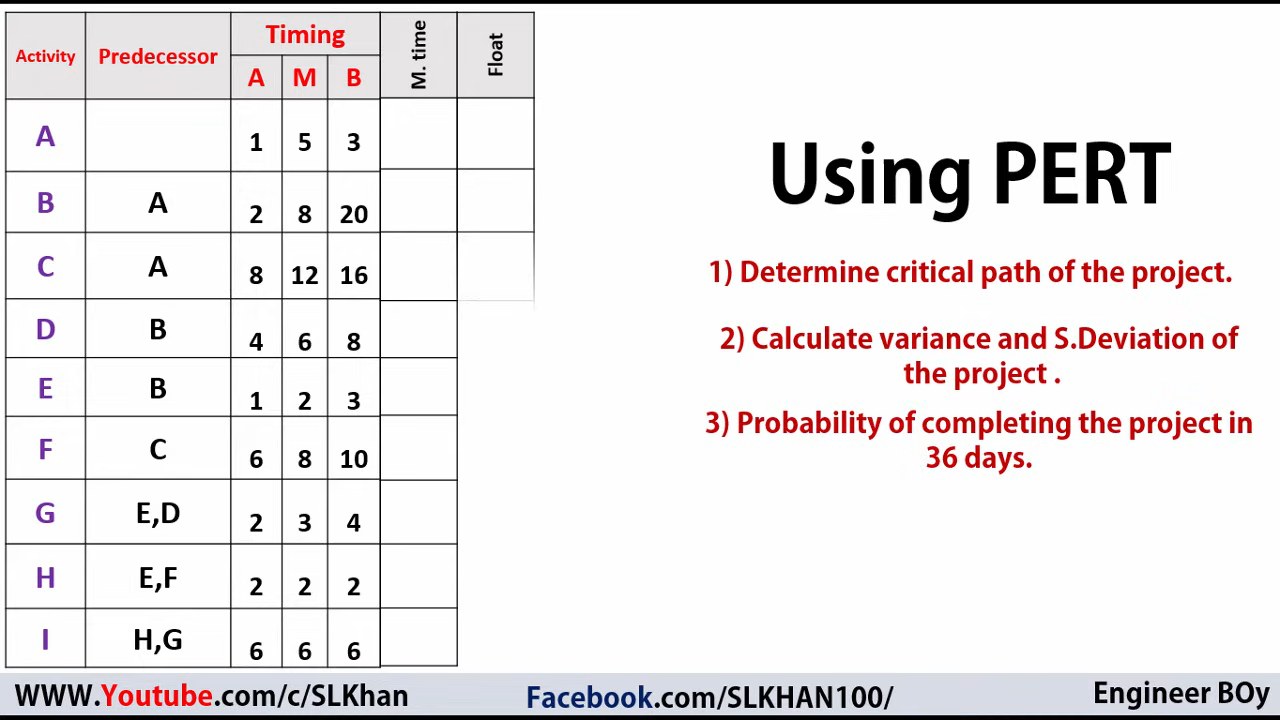 Activity Predecessor Timing M. time Float
A M B
A 1 5 3
B A 2 8 20
C A 8 12 16
D B 4 6 8
E B 1 2 3
F C 6 8 10
G E,D 2 3 4
H E,F 2 2 2
I H,G 6 6 6
Using PERT
1) Determine critical path of the project.
2) Calculate variance and S.Deviation of
the project .
3) Probability of completing the project in
36 days.
WWW.Youtube.com/c/SLKhan
Facebook.com/SLKHAN100/
Engineer BOy